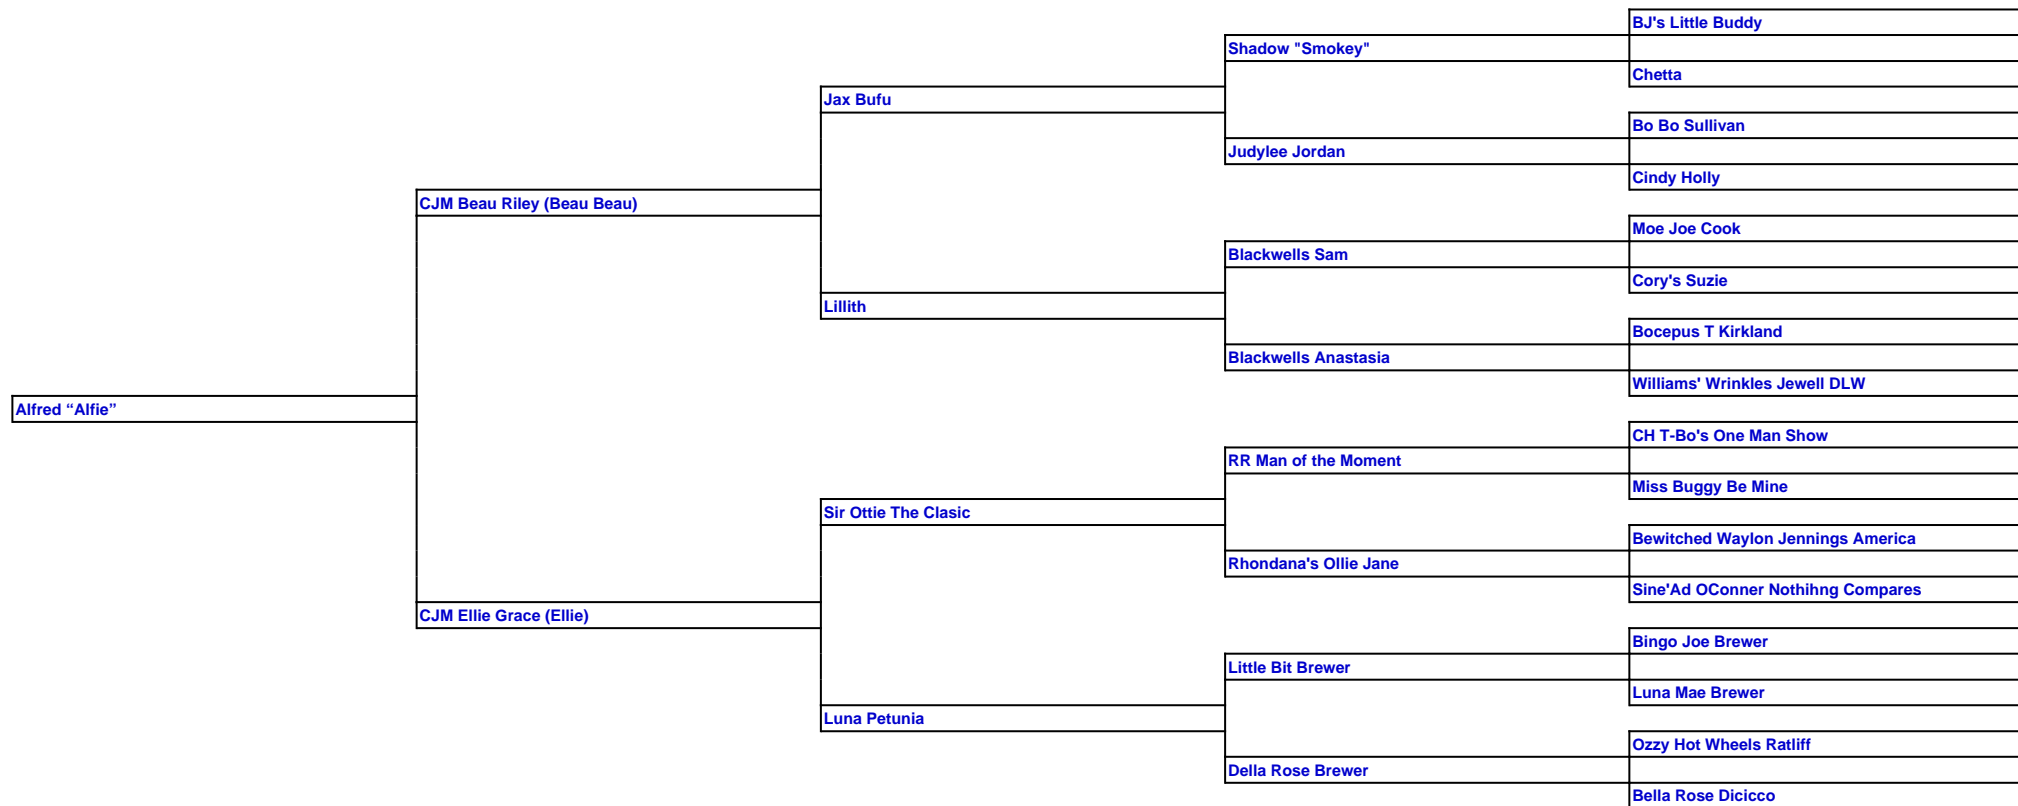 BJ's Little Buddy
Shadow "Smokey"
Chetta
Jax Bufu
Bo Bo Sullivan
Judylee Jordan
Cindy Holly
CJM Beau Riley (Beau Beau)
Moe Joe Cook
Blackwells Sam
Cory's Suzie
Lillith
Bocepus T Kirkland
Blackwells Anastasia
Williams' Wrinkles Jewell DLW
Alfred “Alfie”
CH T-Bo's One Man Show
RR Man of the Moment
Miss Buggy Be Mine
Sir Ottie The Clasic
Bewitched Waylon Jennings America
Rhondana's Ollie Jane
Sine'Ad OConner Nothihng Compares
CJM Ellie Grace (Ellie)
Bingo Joe Brewer
Little Bit Brewer
Luna Mae Brewer
Luna Petunia
Ozzy Hot Wheels Ratliff
Della Rose Brewer
Bella Rose Dicicco